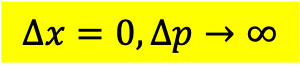 Δx = 0, Δp → ∞